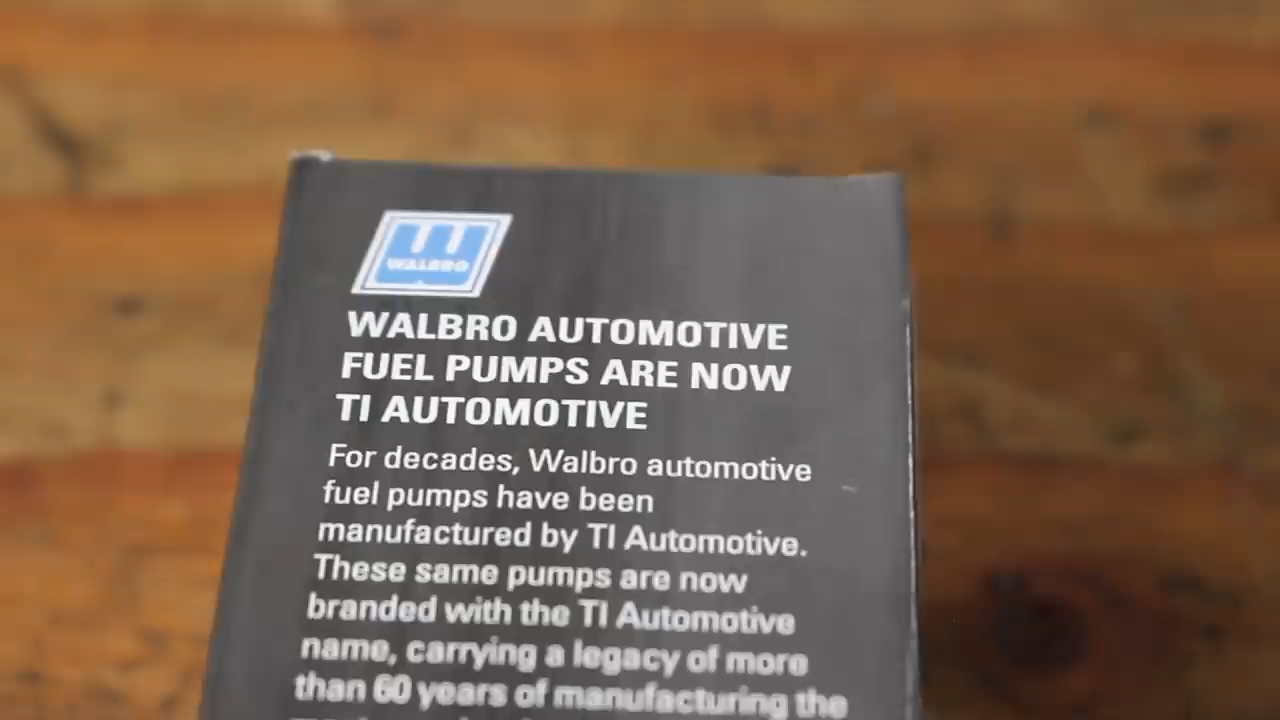 WALBRO
WALBRO AUTOMOTIVE
FUEL PUMPS ARE NOW
TI AUTOMOTIVE
For decades, Walbro automotive
fuel pumps have been
manufactured by TI Automotive.
These same pumps are now
branded with the TI Automotive
name, carrying a legacy of more
than 60 years of manufacturing the